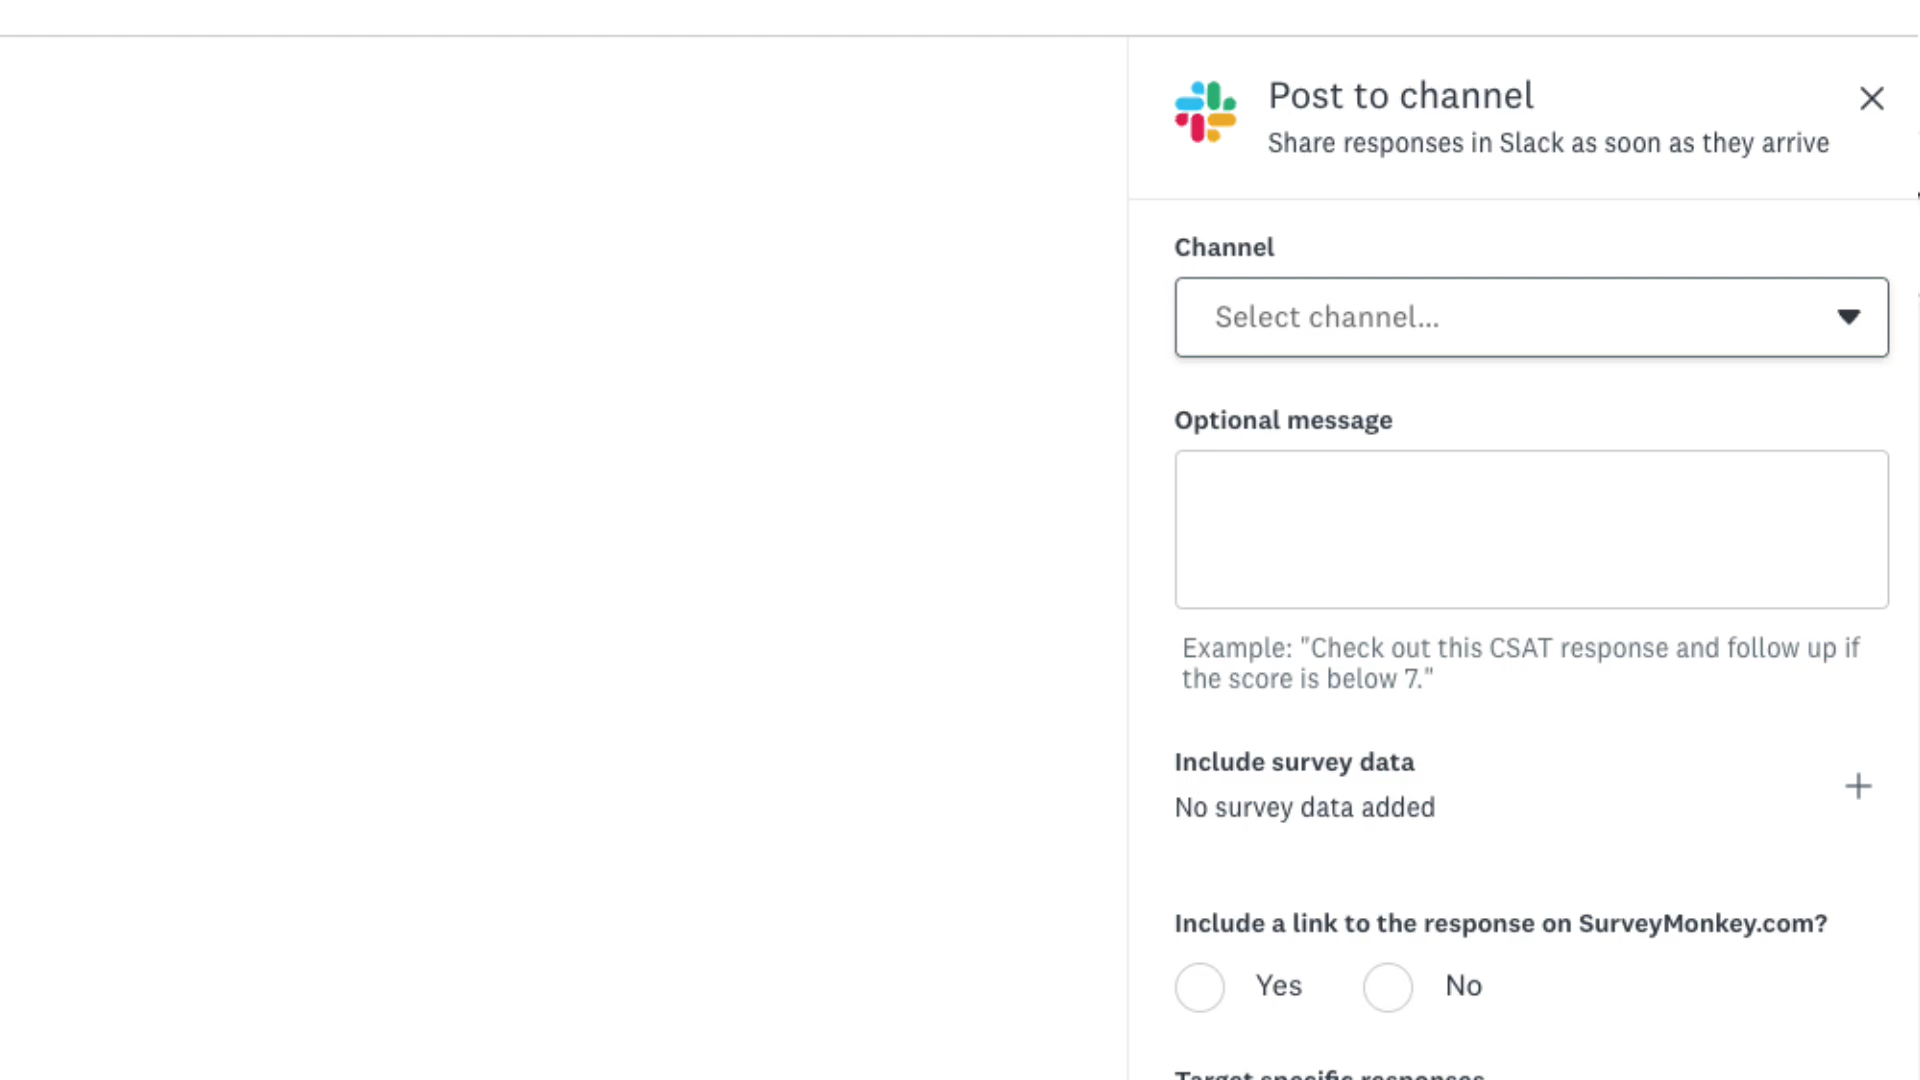 Post to channel
Share responses in Slack as soon as they arrive
Channel
Select channel...
Optional message
Example: "Check out this CSAT response and follow up if
the score is below 7."
Include survey data
No survey data added
Include a link to the response on SurveyMonkey.com?
Yes No
Target specific responses